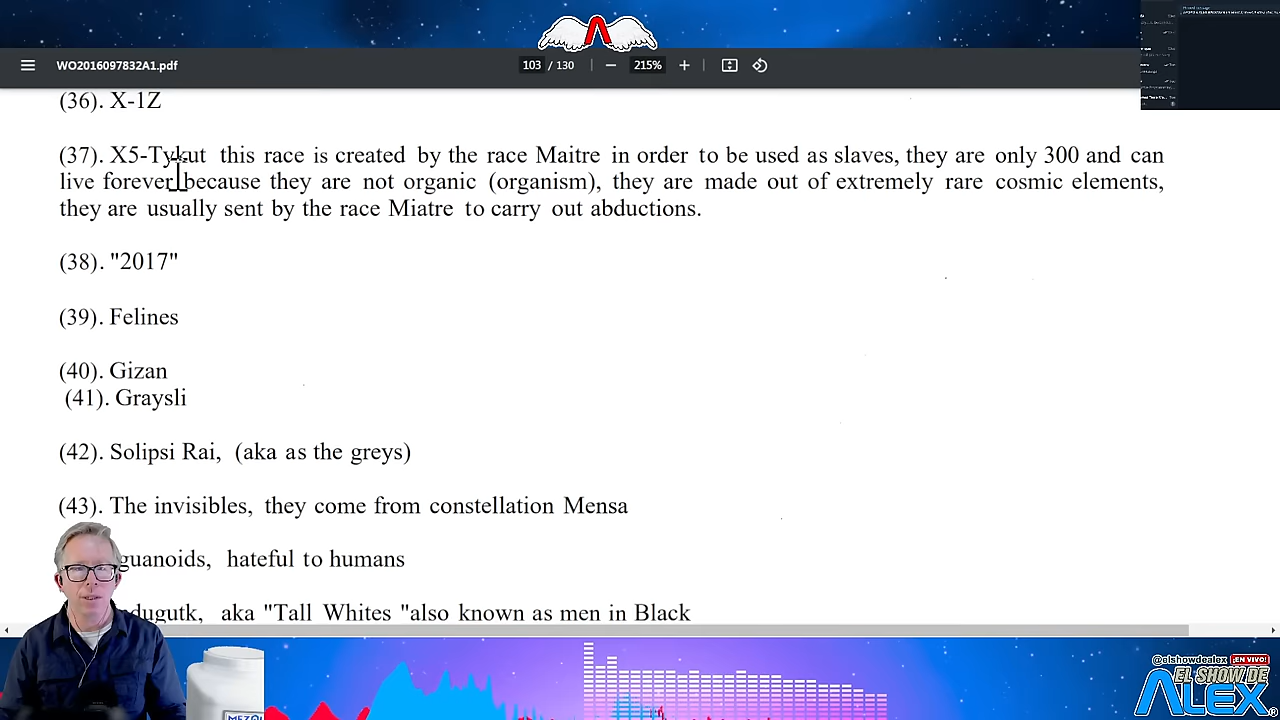 WO2016097832A1.pdf
103 / 130
215%
(36). X-1Z
(37). X5-Tykut this race is created by the race Maitre in order to be used as slaves, they are only 300 and can
live forever because they are not organic (organism), they are made out of extremely rare cosmic elements,
they are usually sent by the race Miatre to carry out abductions.
(38). "2017"
(39). Felines
(40). Gizan
(41). Graysli
(42). Solipsi Rai, (aka as the greys)
(43). The invisibles, they come from constellation Mensa
guanoids, hateful to humans
dugutk, aka "Tall Whites "also known as men in Black
@elshowdealex ¡EN VIVO!
EL SHOW DE
ALEX